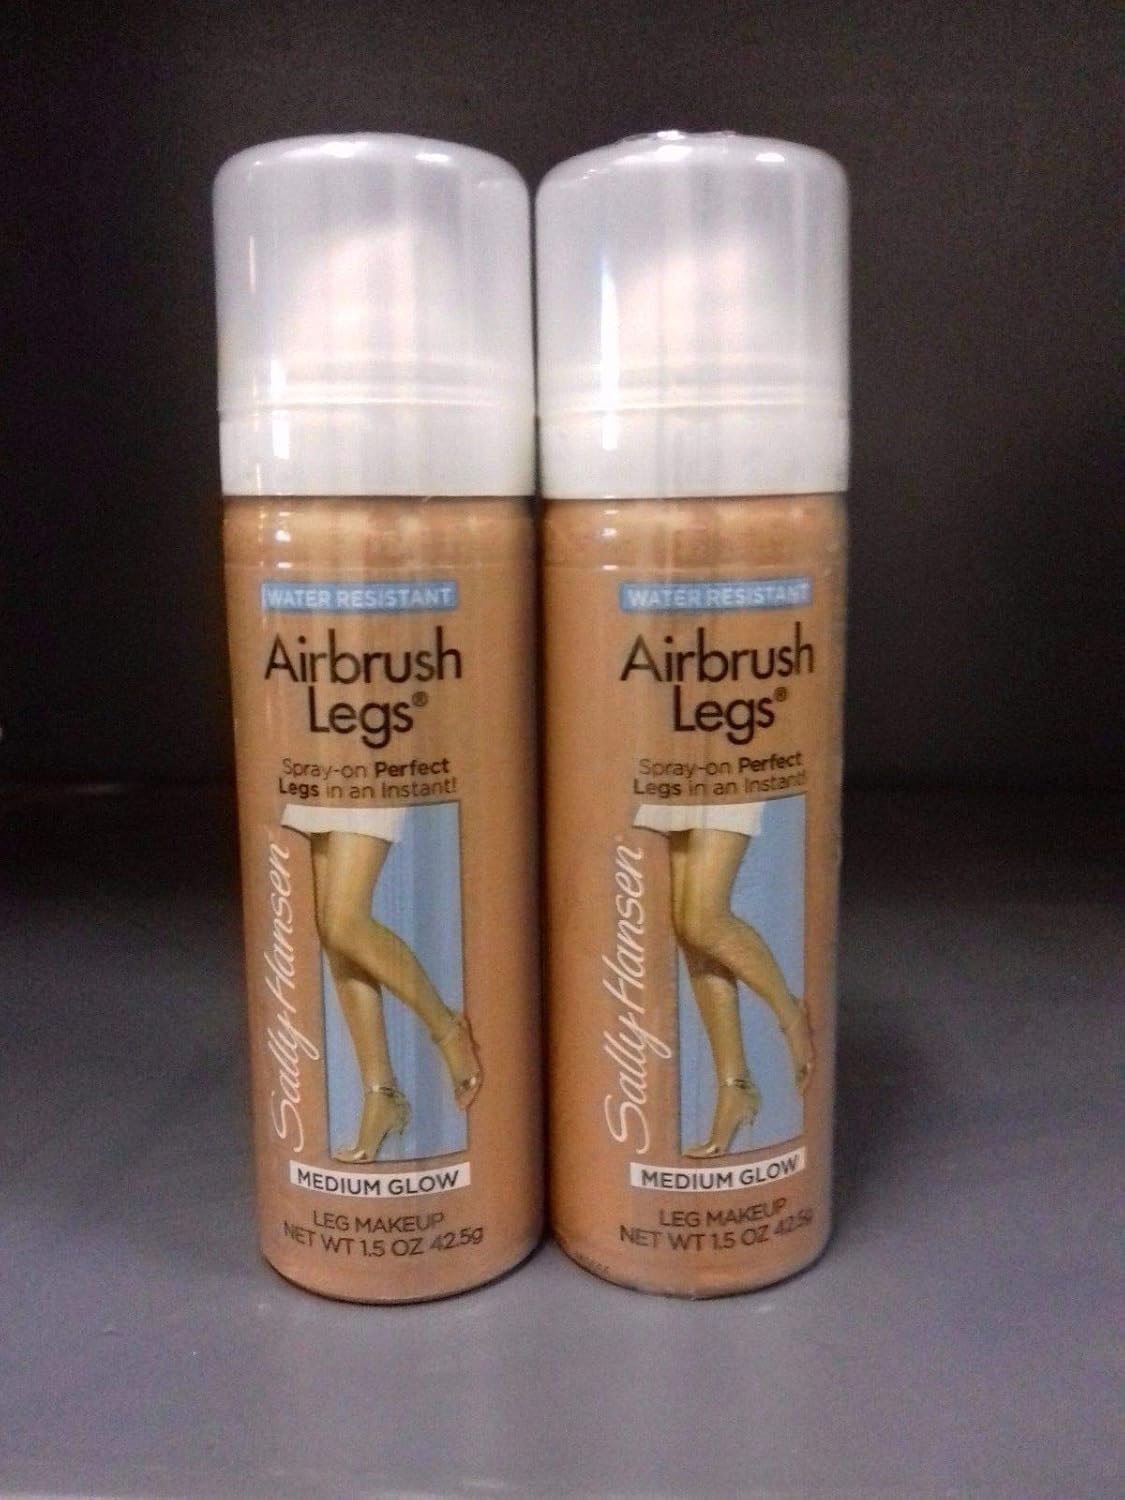 WATER RESISTANT
Airbrush
Legs®
Spray-on Perfect
Legs in an Instant!
Sally Hansen
MEDIUM GLOW
LEG MAKEUP
NET WT 1.5 OZ 42.5g
WATER RESISTANT
Airbrush
Legs®
Spray-on Perfect
Legs in an Instant!
Sally Hansen
MEDIUM GLOW
LEG MAKEUP
NET WT 1.5 OZ 42.5g